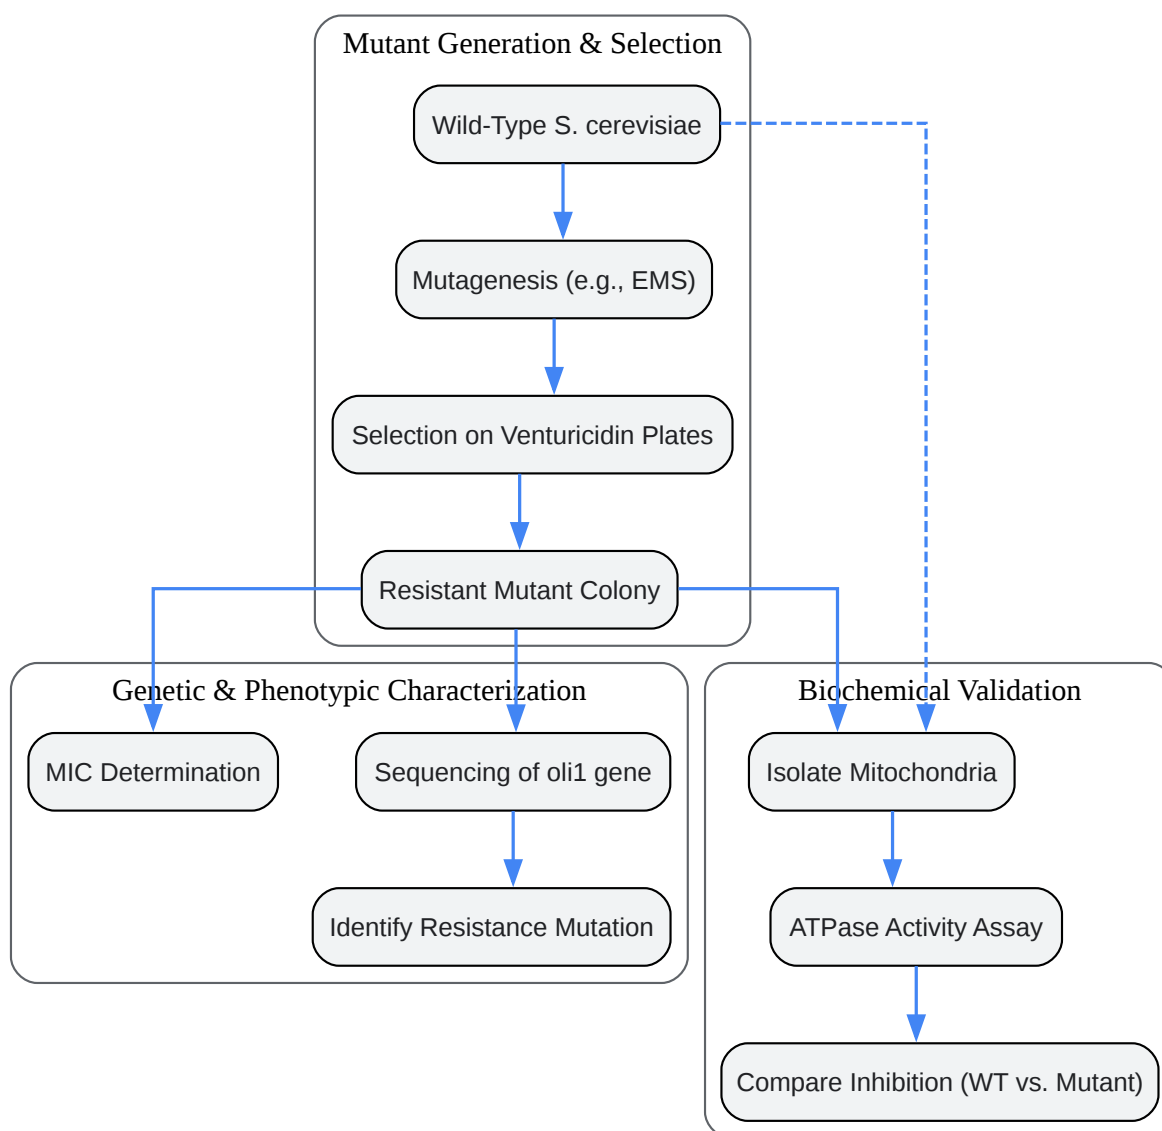 Mutant Generation & Selection
Wild-Type S. cerevisiae
Mutagenesis (e.g., EMS)
Selection on Venturicidin Plates
Resistant Mutant Colony
Genetic & Phenotypic Characterization
MIC Determination
Sequencing of oli1 gene
Identify Resistance Mutation
Biochemical Validation
Isolate Mitochondria
ATPase Activity Assay
Compare Inhibition (WT vs. Mutant)